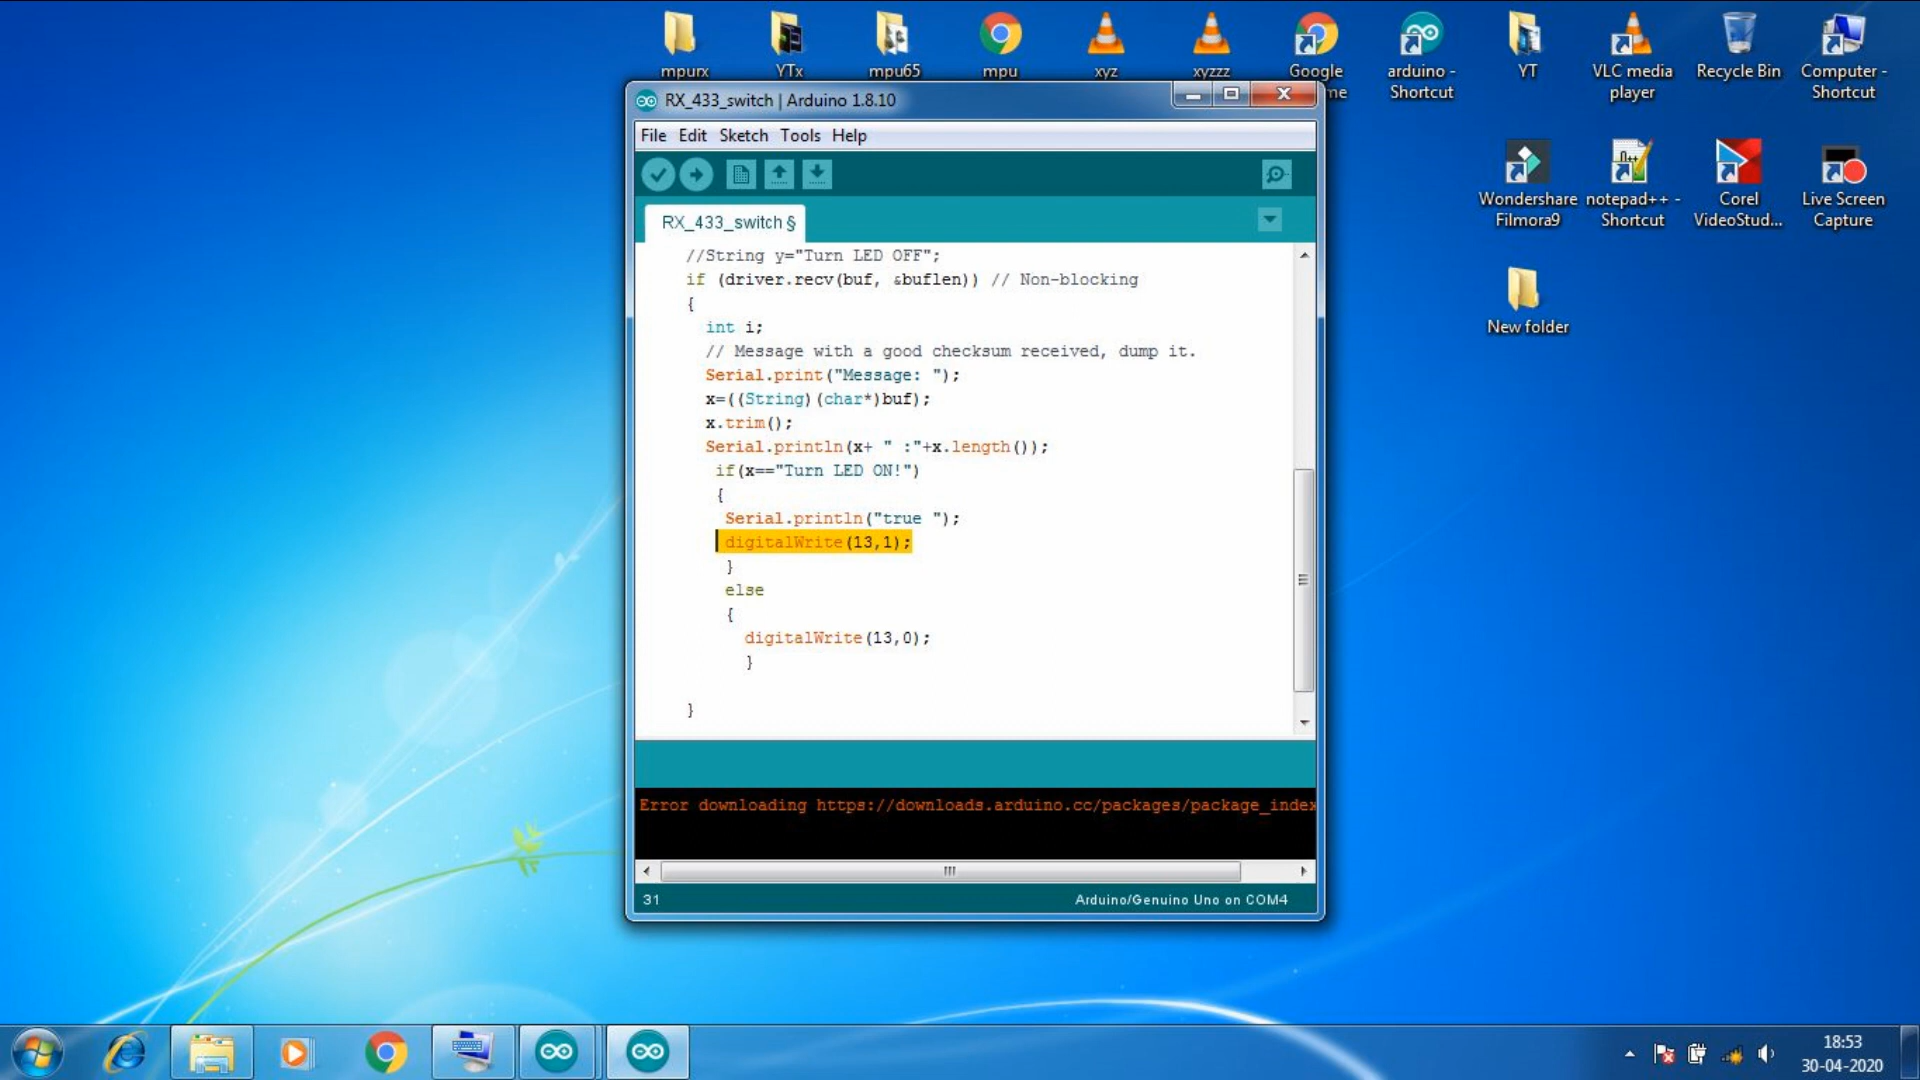 mpurx
YTx
mpu65
mpu
xyz
xyzzz
Google
me
arduino -
Shortcut
YT
VLC media
player
Recycle Bin
Computer -
Shortcut
Wondershare
Filmora9
notepad++ -
Shortcut
Corel
VideoStud...
Live Screen
Capture
New folder
RX_433_switch | Arduino 1.8.10
File Edit Sketch Tools Help
RX_433_switch §
//String y="Turn LED OFF";
if (driver.recv(buf, &buflen)) // Non-blocking
{
int i;
// Message with a good checksum received, dump it.
Serial.print("Message: ");
x=((String)(char*)buf);
x.trim();
Serial.println(x+ " :"+x.length());
if(x=="Turn LED ON!")
{
Serial.println("true ");
digitalWrite(13,1);
}
else
{
digitalWrite(13,0);
}
}
Error downloading https://downloads.arduino.cc/packages/package_index
31
Arduino/Genuino Uno on COM4
18:53
30-04-2020